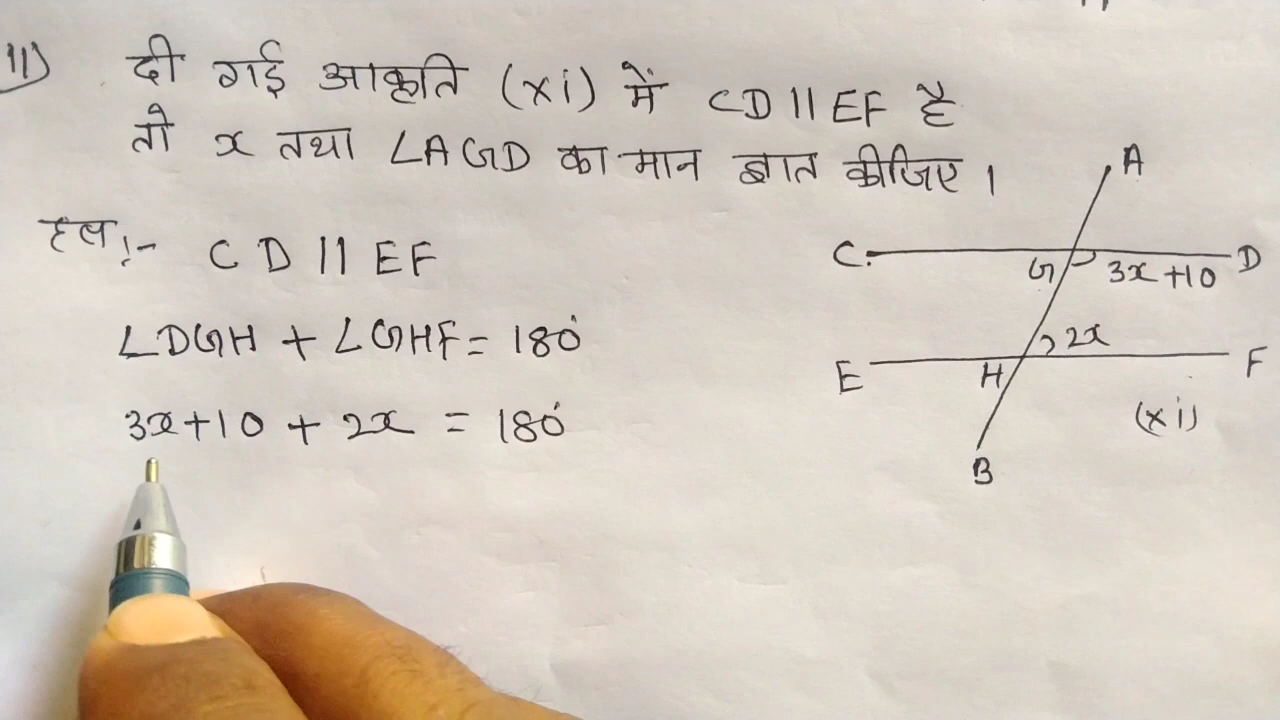 11) दी गई आकृति (xi) में CD || EF है
तो x तथा ∠AGD का मान ज्ञात कीजिए।
हल:- CD || EF
∠DGH + ∠GHF = 180°
3x+10 + 2x = 180°
A
C
D
G
3x+10
2x
E
H
F
(xi)
B